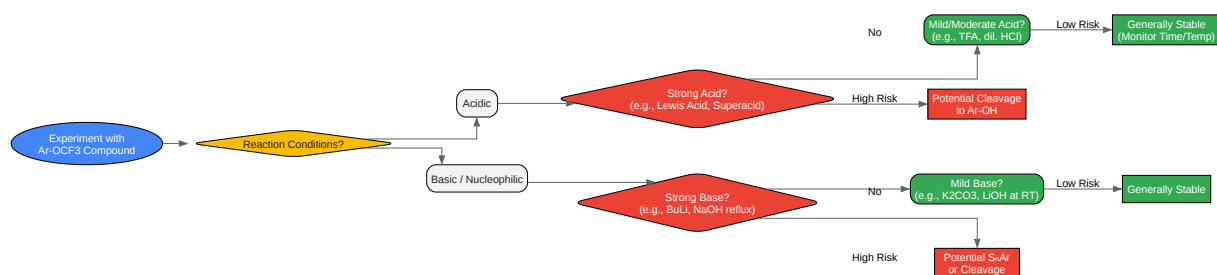 Mild/Moderate Acid?
(e.g., TFA, dil. HCl)
Low Risk
Generally Stable
(Monitor Time/Temp)
No
Strong Acid?
(e.g., Lewis Acid, Superacid)
High Risk
Potential Cleavage
to Ar-OH
Acidic
Experiment with
Ar-OCF3 Compound
Reaction Conditions?
Basic / Nucleophilic
Strong Base?
(e.g., BuLi, NaOH reflux)
No
Mild Base?
(e.g., K2CO3, LiOH at RT)
Low Risk
Generally Stable
High Risk
Potential SₙAr
or Cleavage